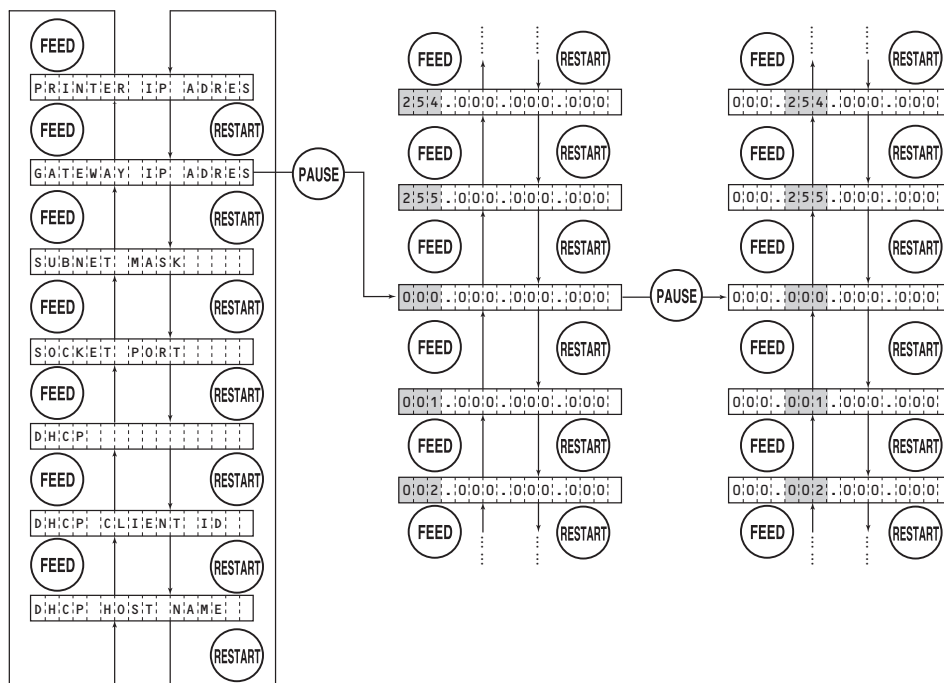 FEED
PRINTER IP ADRES
FEED
RESTART
GATEWAY IP ADRES
FEED
RESTART
SUBNET MASK
FEED
RESTART
SOCKET PORT
FEED
RESTART
DHCP
FEED
RESTART
DHCP CLIENT ID
FEED
RESTART
DHCP HOST NAME
RESTART
PAUSE
FEED
RESTART
254.000.000.000
FEED
RESTART
255.000.000.000
FEED
RESTART
000.000.000.000
FEED
RESTART
001.000.000.000
FEED
RESTART
002.000.000.000
FEED
RESTART
PAUSE
FEED
RESTART
000.254.000.000
FEED
RESTART
000.255.000.000
FEED
RESTART
000.000.000.000
FEED
RESTART
000.001.000.000
FEED
RESTART
000.002.000.000
FEED
RESTART